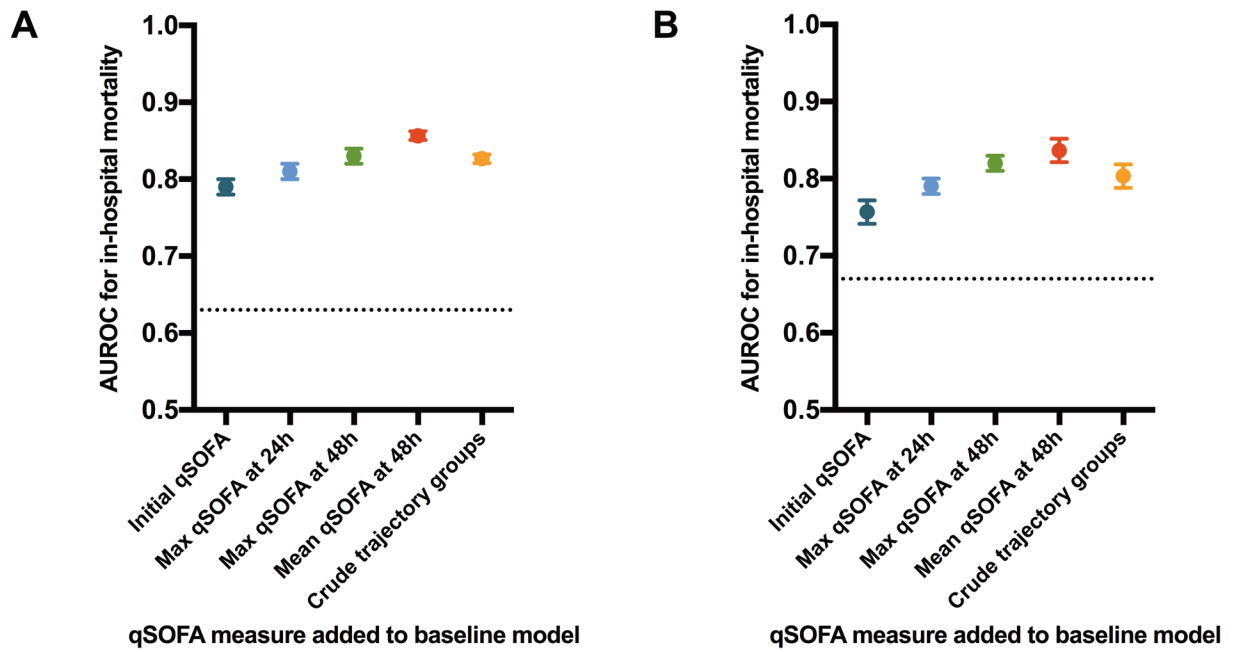 A
AUROC for in-hospital mortality
1.0
0.9
0.8
0.7
0.6
0.5
Initial qSOFA
Max qSOFA at 24h
Max qSOFA at 48h
Mean qSOFA at 48h
Crude trajectory groups
qSOFA measure added to baseline model
B
AUROC for in-hospital mortality
1.0
0.9
0.8
0.7
0.6
0.5
Initial qSOFA
Max qSOFA at 24h
Max qSOFA at 48h
Mean qSOFA at 48h
Crude trajectory groups
qSOFA measure added to baseline model